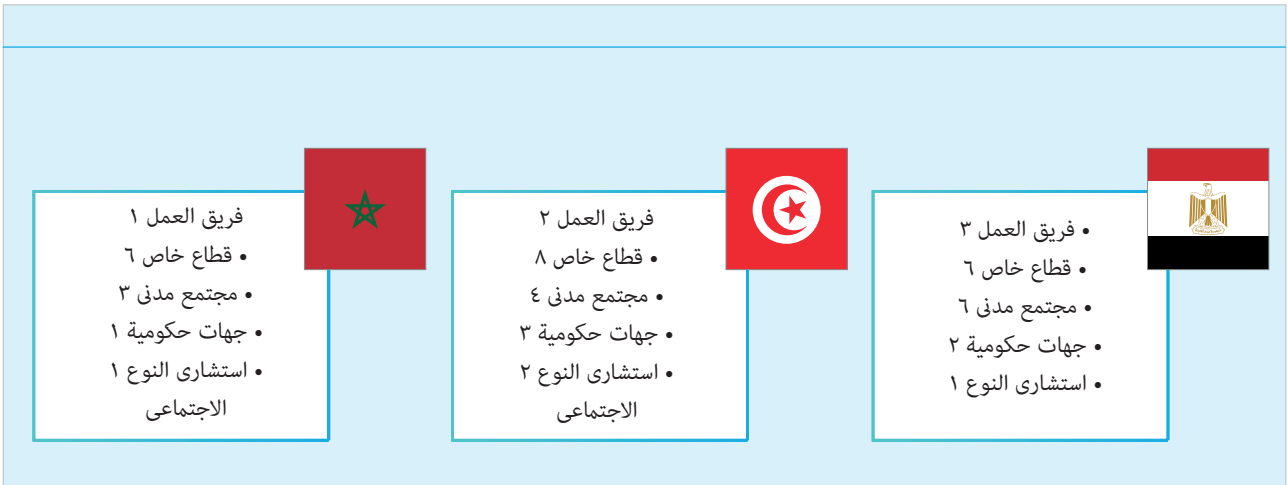 • فريق العمل ٣
• قطاع خاص ٦
• مجتمع مدنى ٦
• جهات حكومية ٢
• استشارى النوع ١
فريق العمل ٢
• قطاع خاص ٨
• مجتمع مدنى ٤
• جهات حكومية ٣
• استشارى النوع ٢
الاجتماعى
فريق العمل ١
• قطاع خاص ٦
• مجتمع مدنى ٣
• جهات حكومية ١
• استشارى النوع ١
الاجتماعى